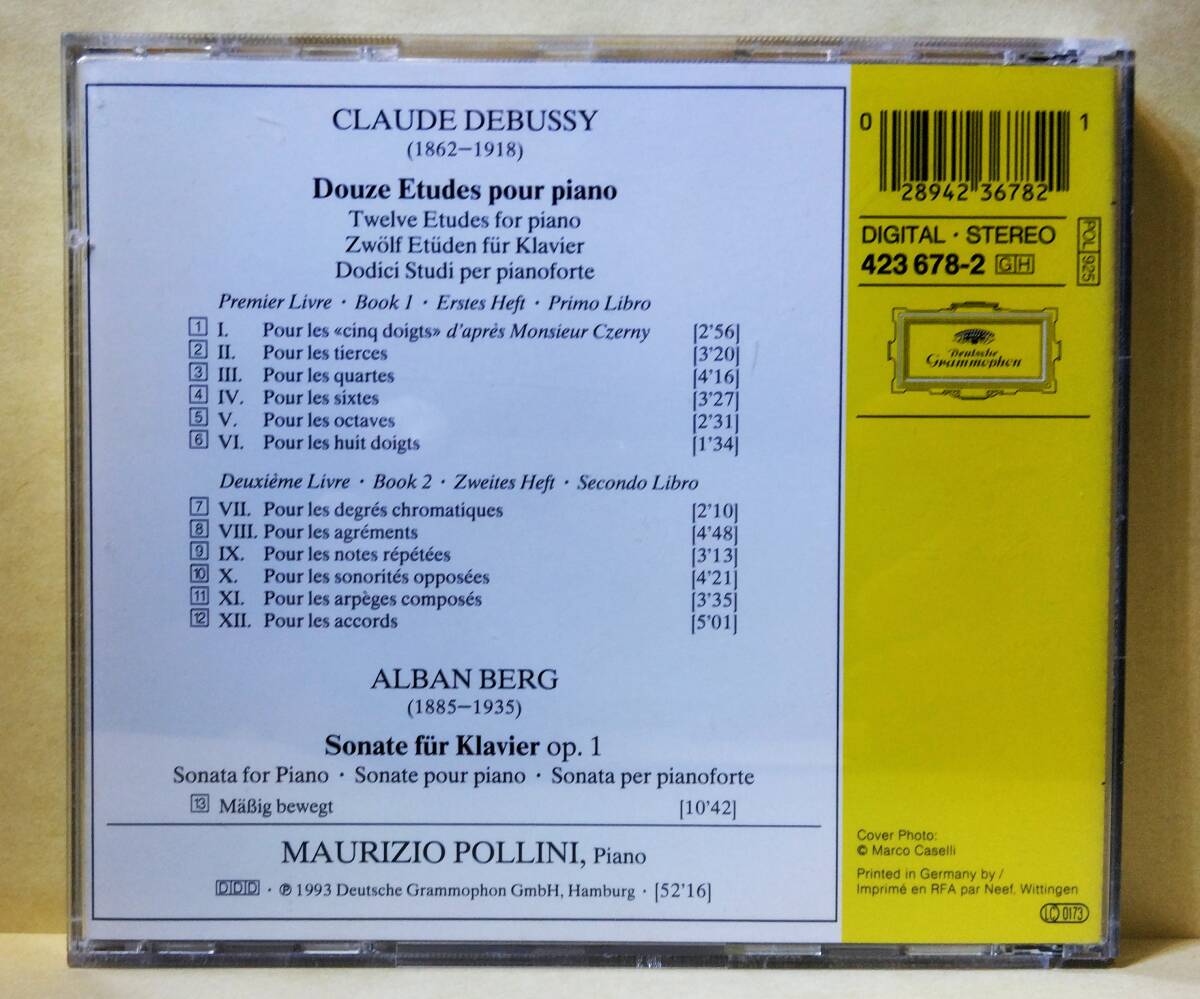 CLAUDE DEBUSSY
(1862–1918)
Douze Etudes pour piano
Twelve Etudes for piano
Zwölf Etüden für Klavier
Dodici Studi per pianoforte
Premier Livre · Book 1 · Erstes Heft · Primo Libro
1 I. Pour les «cinq doigts» d'après Monsieur Czerny [2'56]
2 II. Pour les tierces [3'20]
3 III. Pour les quartes [4'16]
4 IV. Pour les sixtes [3'27]
5 V. Pour les octaves [2'31]
6 VI. Pour les huit doigts [1'34]
Deuxième Livre · Book 2 · Zweites Heft · Secondo Libro
7 VII. Pour les degrés chromatiques [2'10]
8 VIII. Pour les agréments [4'48]
9 IX. Pour les notes répétées [3'13]
10 X. Pour les sonorités opposées [4'21]
11 XI. Pour les arpèges composés [3'35]
12 XII. Pour les accords [5'01]
ALBAN BERG
(1885–1935)
Sonate für Klavier op. 1
Sonata for Piano · Sonate pour piano · Sonata per pianoforte
13 Mäßig bewegt [10'42]
MAURIZIO POLLINI, Piano
DDD · ℗ 1993 Deutsche Grammophon GmbH, Hamburg · [52'16]
0 28942 36782 1
DIGITAL · STEREO
423 678-2 GH
POL 925
Deutsche
Grammophon
Cover Photo:
© Marco Caselli
Printed in Germany by /
Imprimé en RFA par Neef, Wittingen
LC 0173